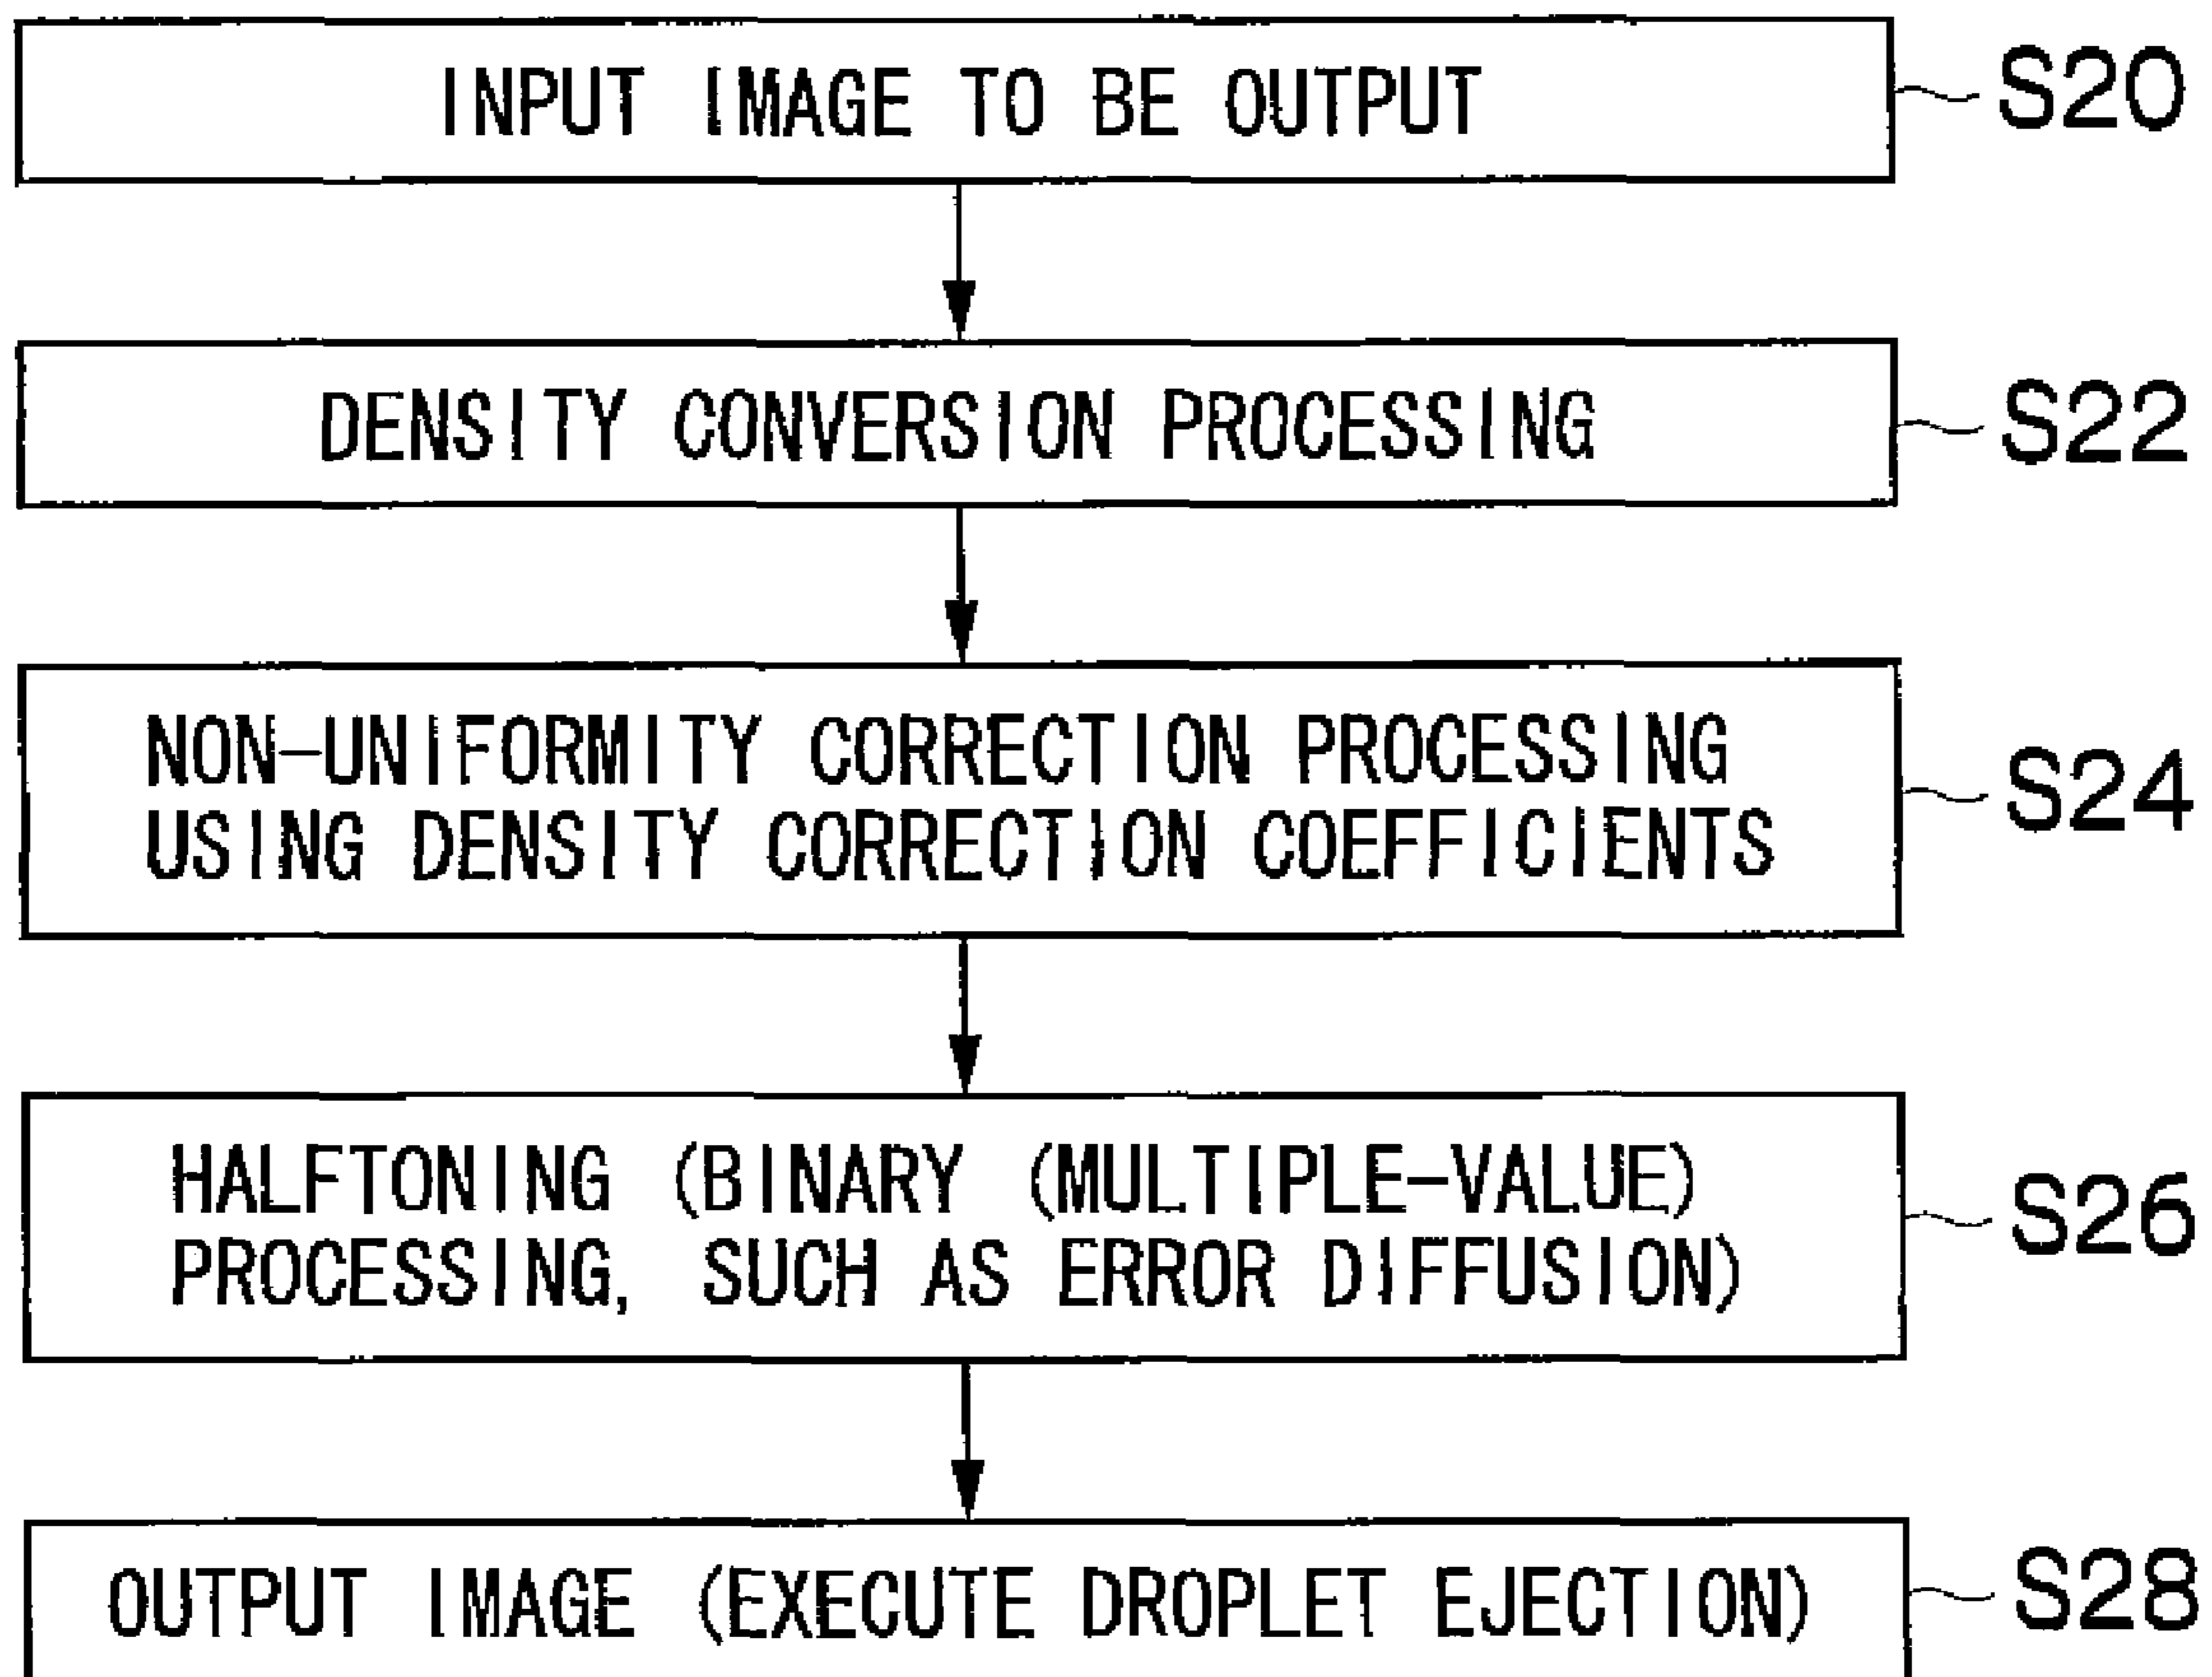 INPUT IMAGE TO BE OUTPUT
S20
DENSITY CONVERSION PROCESSING
S22
NON-UNIFORMITY CORRECTION PROCESSING
USING DENSITY CORRECTION COEFFICIENTS
S24
HALFTONING (BINARY (MULTIPLE-VALUE)
PROCESSING, SUCH AS ERROR DIFFUSION)
S26
OUTPUT IMAGE (EXECUTE DROPLET EJECTION)
S28